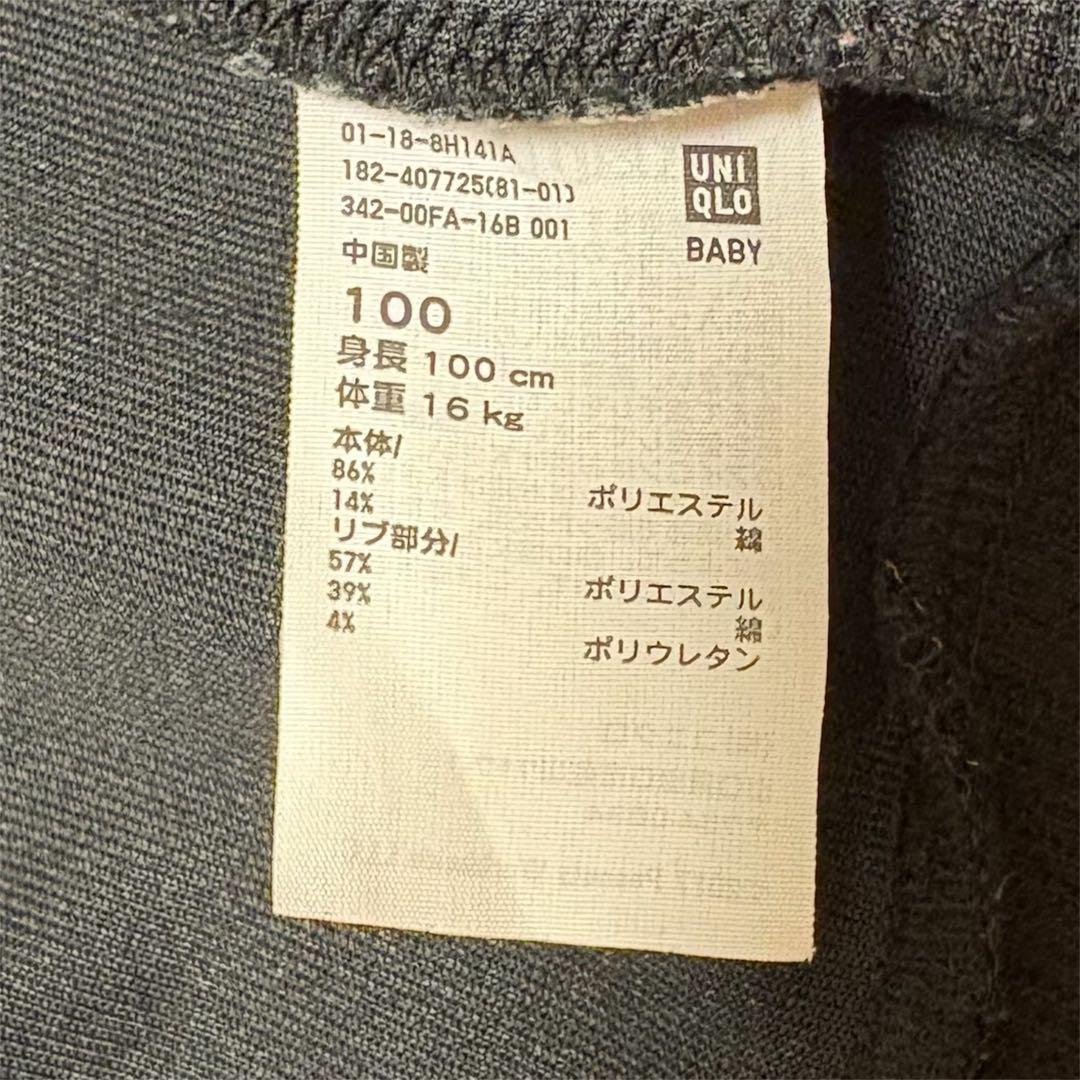 01-18-8H141A
182-407725(81-01)
342-00FA-16B 001
UNI
QLO
BABY
中国製
100
身長 100 cm
体重 16 kg
本体/
86% ポリエステル
14% 綿
リブ部分/
57% ポリエステル
39% 綿
4% ポリウレタン